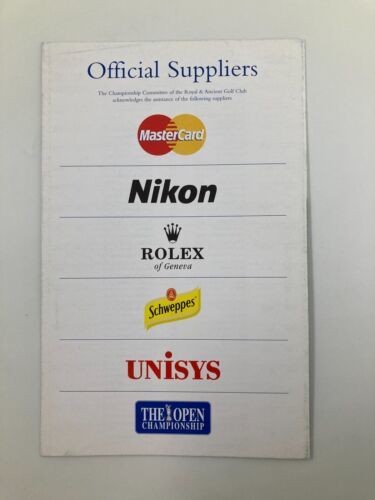 Official Suppliers
The Championship Committee of the Royal & Ancient Golf Club
acknowledges the assistance of the following suppliers
MasterCard
Nikon
ROLEX
of Geneva
Schweppes
UNiSYS
THE OPEN
CHAMPIONSHIP